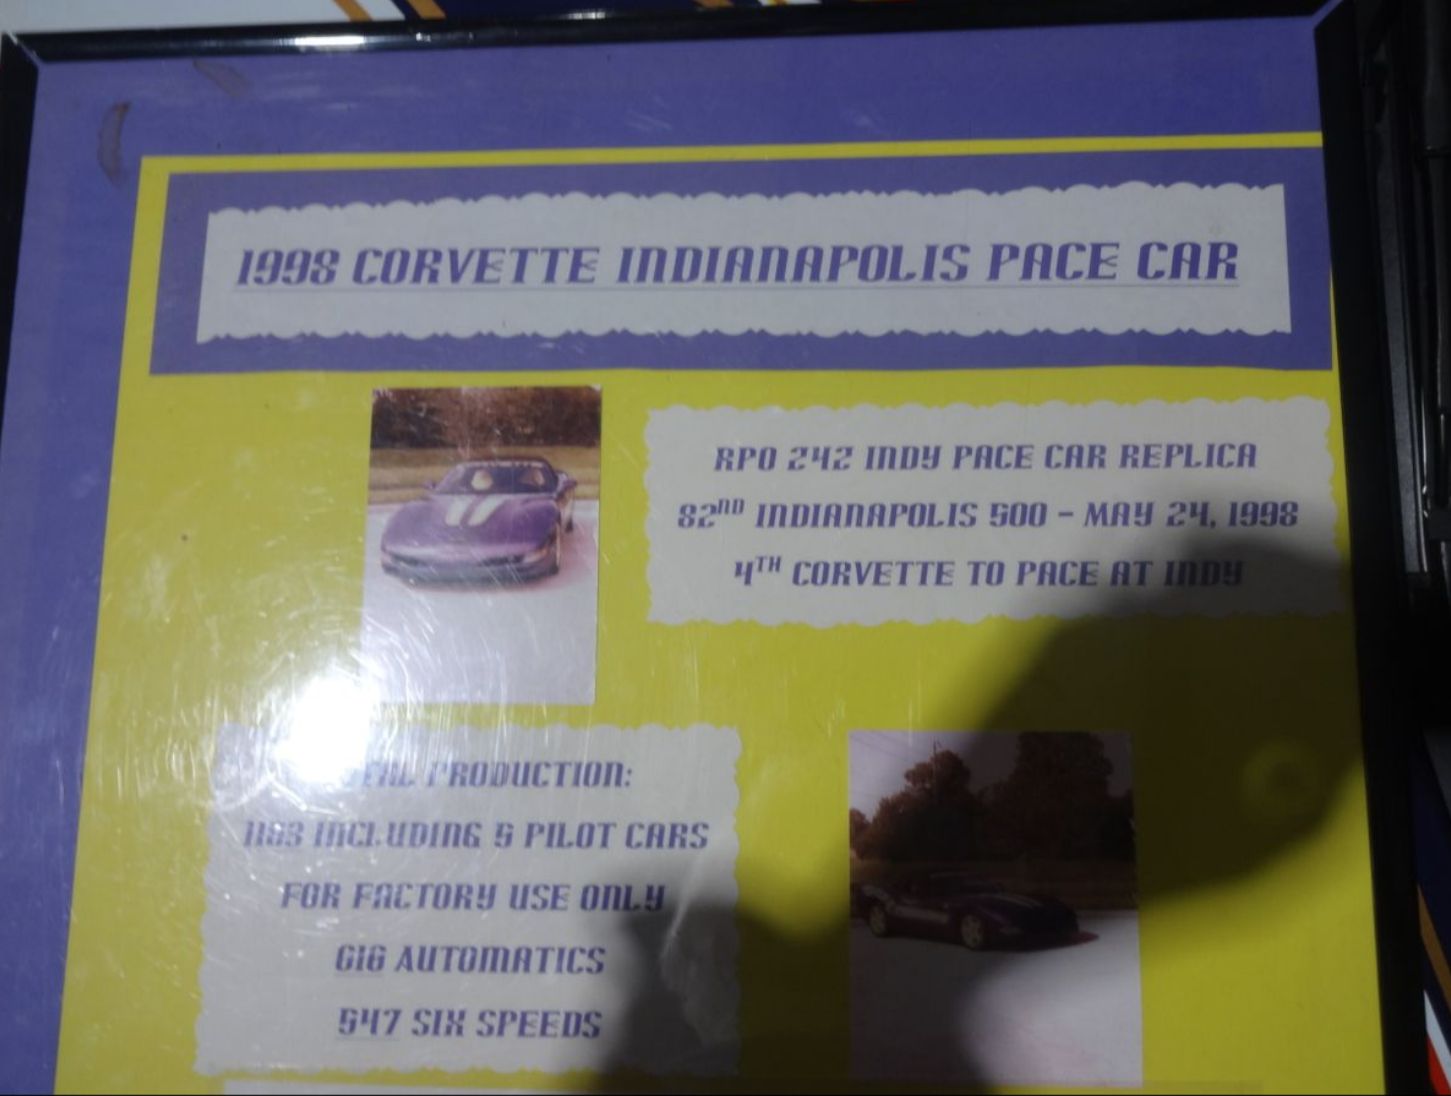 1998 CORVETTE INDIANAPOLIS PACE CAR
RPO Z4Z INDY PACE CAR REPLICA
82ND INDIANAPOLIS 500 - MAY 24, 1998
4TH CORVETTE TO PACE AT INDY
PRODUCTION:
1163 INCLUDING 5 PILOT CARS
FOR FACTORY USE ONLY
616 AUTOMATICS
547 SIX SPEEDS